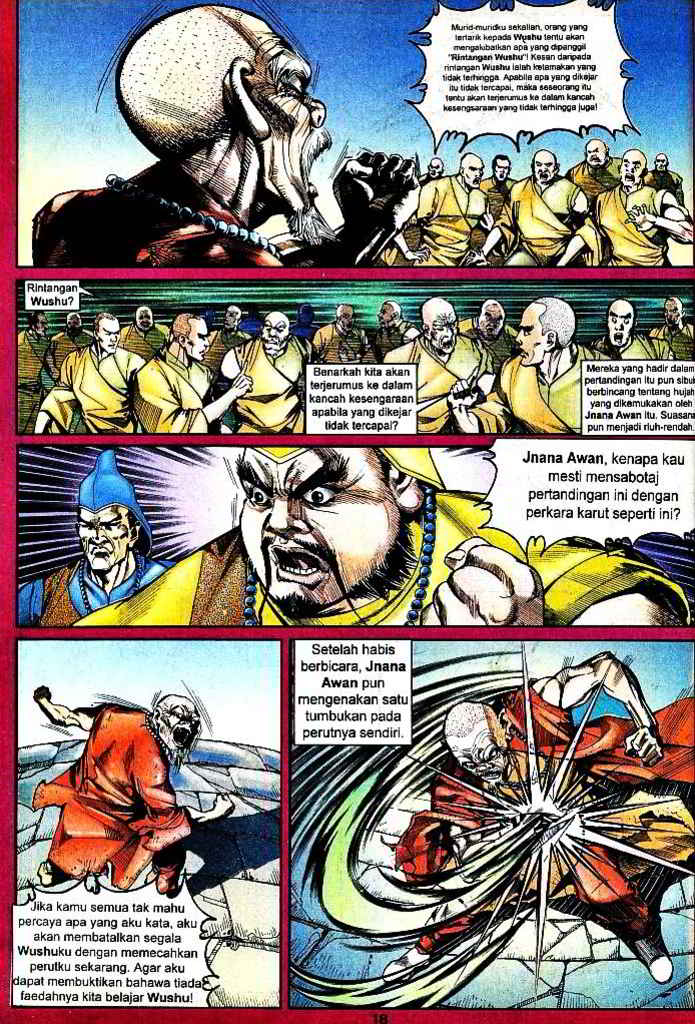 Murid-muridku sekalian, orang yang
tertarik kepada Wushu tentu akan
mengakibatkan apa yang dipanggil
"Rintangan Wushu"! Kesan daripada
rintangan Wushu ialah ketamakan yang
tidak terhingga. Apabila apa yang dikejar
itu tidak tercapai, maka seseorang itu
tentu akan terjerumus ke dalam kancah
kesengsaraan yang tidak terhingga juga!
Rintangan
Wushu?
Benarkah kita akan
terjerumus ke dalam
kancah kesengsaraan
apabila yang dikejar
tidak tercapai?
Mereka yang hadir dalam
pertandingan itu pun sibuk
berbincang tentang hujah
yang dikemukakan oleh
Jnana Awan itu. Suasana
pun menjadi riuh-rendah.
Jnana Awan, kenapa kau
mesti mensabotaj
pertandingan ini dengan
perkara karut seperti ini?
Jika kamu semua tak mahu
percaya apa yang aku kata, aku
akan membatalkan segala
Wushuku dengan memecahkan
perutku sekarang. Agar aku
dapat membuktikan bahawa tiada
faedahnya kita belajar Wushu!
Setelah habis
berbicara, Jnana
Awan pun
mengenakan satu
tumbukan pada
perutnya sendiri.
18